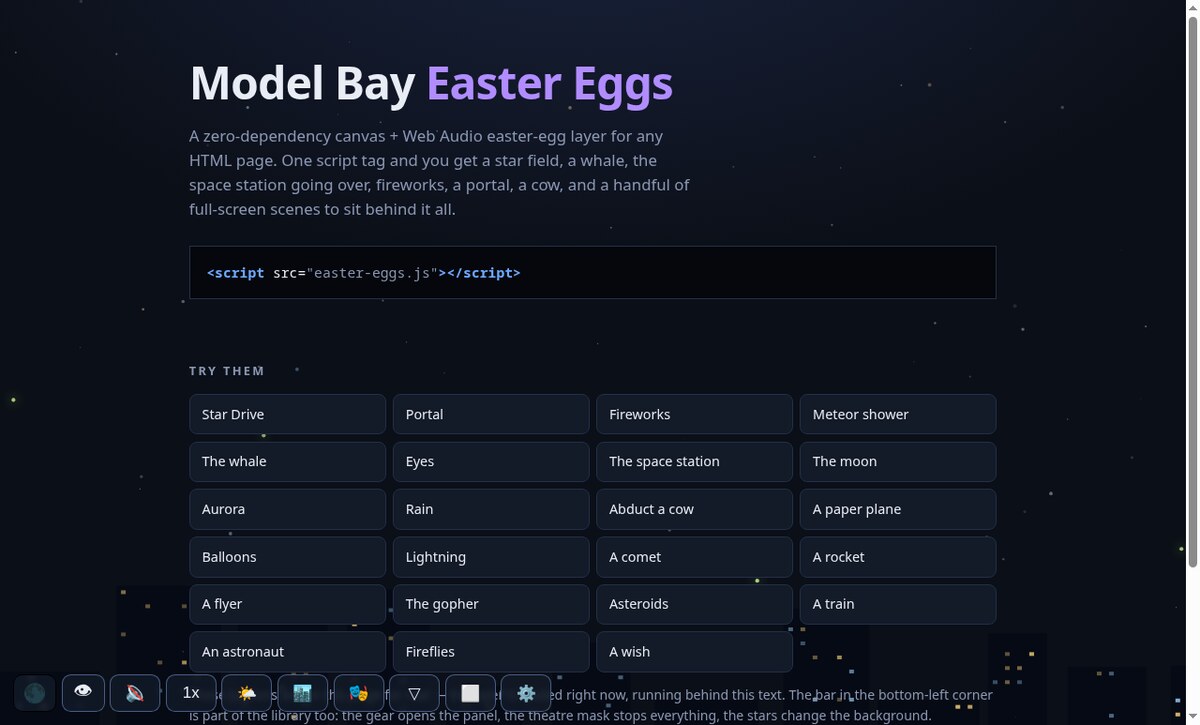 Model Bay Easter Eggs
A zero-dependency canvas + Web Audio easter-egg layer for any
HTML page. One script tag and you get a star field, a whale, the
space station going over, fireworks, a portal, a cow, and a handful of
full-screen scenes to sit behind it all.
<script src="easter-eggs.js"></script>
TRY THEM
Star Drive
Portal
Fireworks
Meteor shower
The whale
Eyes
The space station
The moon
Aurora
Rain
Abduct a cow
A paper plane
Balloons
Lightning
A comet
A rocket
A flyer
The gopher
Asteroids
A train
An astronaut
Fireflies
A wish
1x
right now, running behind this text. The bar in the bottom-left corner
is part of the library too: the gear opens the panel, the theatre mask stops everything, the stars change the background.